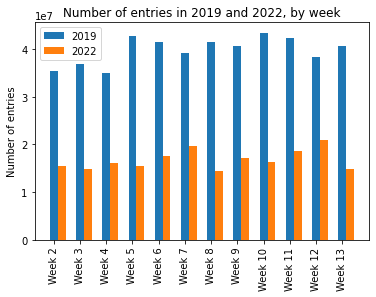 Number of entries in 2019 and 2022, by week
1e7
2019
2022
Number of entries
4
3
2
1
0
Week 2
Week 3
Week 4
Week 5
Week 6
Week 7
Week 8
Week 9
Week 10
Week 11
Week 12
Week 13